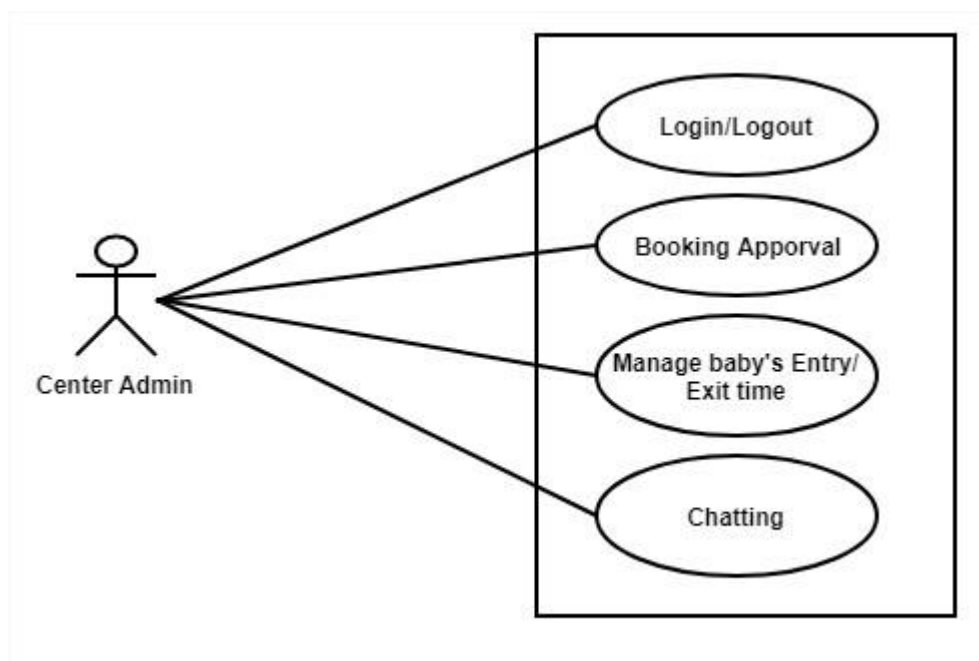 Login/Logout
Booking Apporval
Manage baby's Entry/
Exit time
Center Admin
Chatting